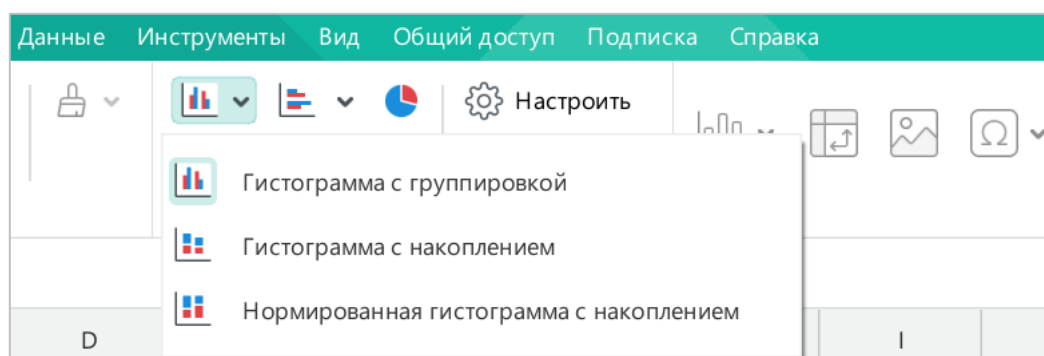 Данные Инструменты Вид Общий доступ Подписка Справка
Настроить
Гистограмма с группировкой
Гистограмма с накоплением
Нормированная гистограмма с накоплением
D I